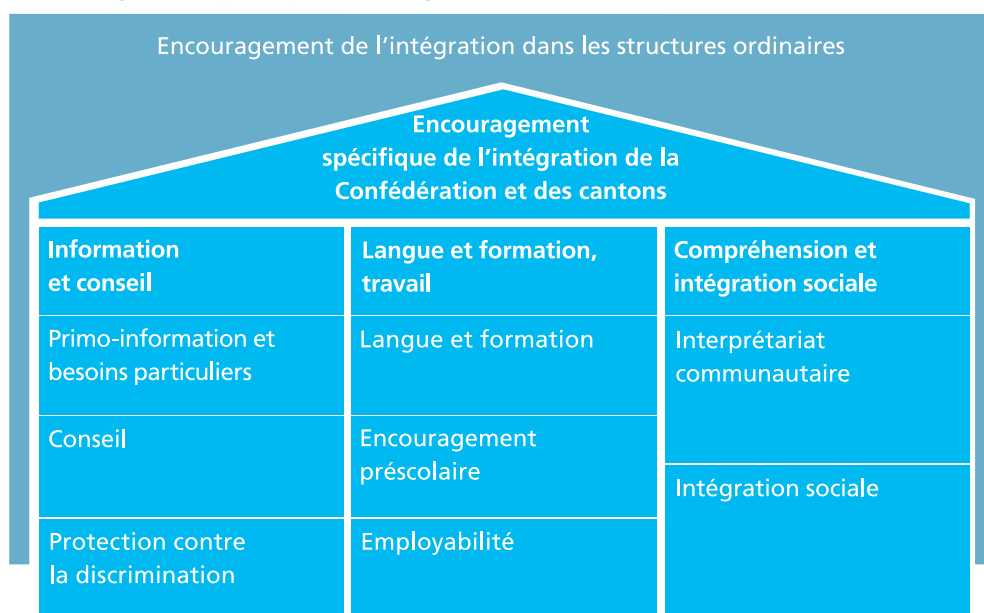 Encouragement de l'intégration dans les structures ordinaires
Encouragement
spécifique de l'intégration de la
Confédération et des cantons
Information
et conseil
Primo-information et
besoins particuliers
Conseil
Protection contre
la discrimination
Langue et formation,
travail
Langue et formation
Encouragement
préscolaire
Employabilité
Compréhension et
intégration sociale
Interprétariat
communautaire
Intégration sociale